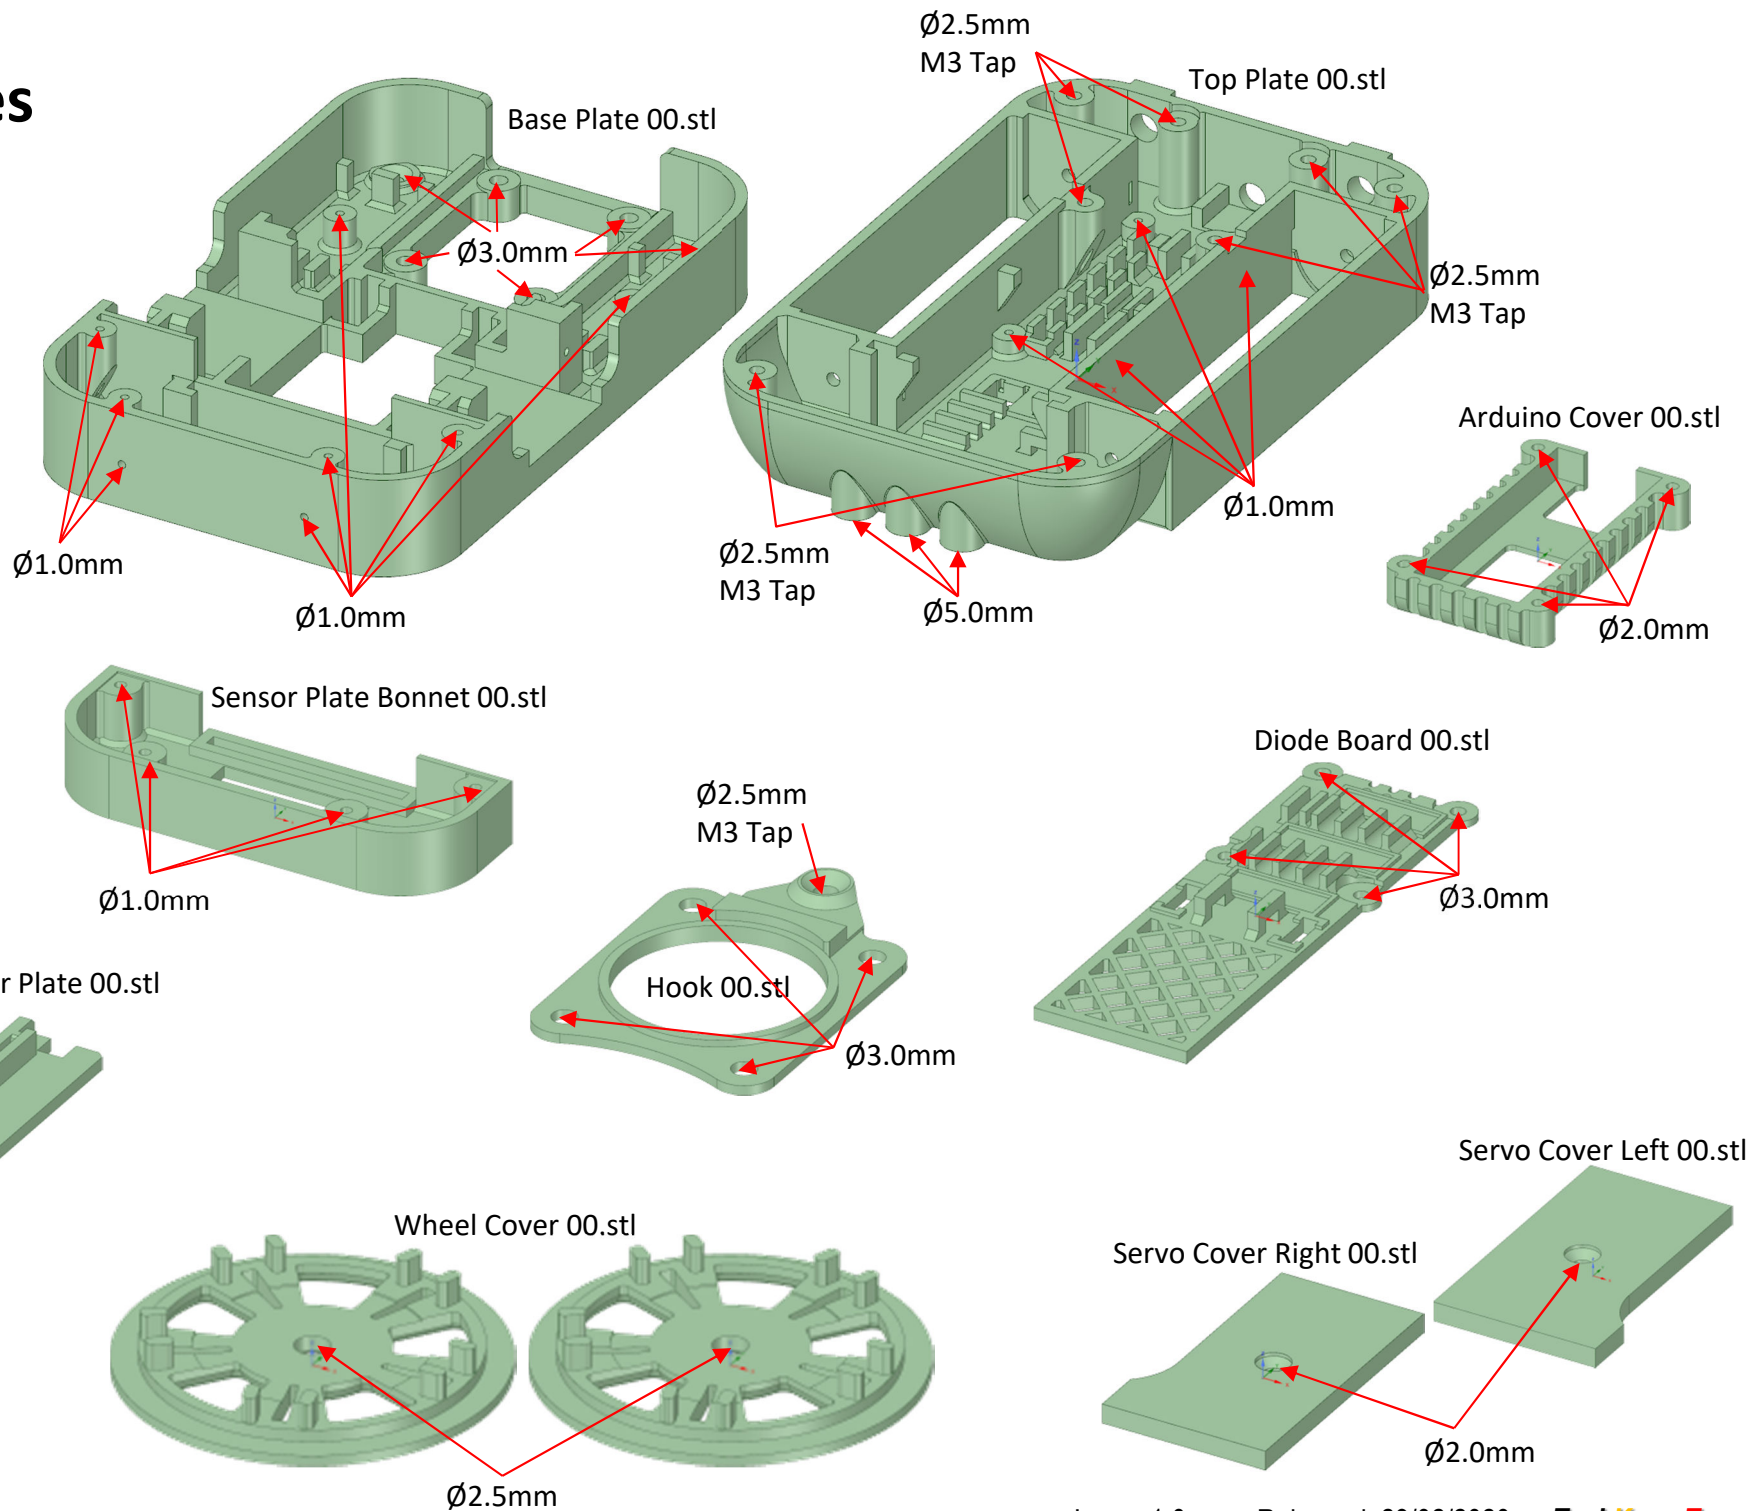 es
Ø2.5mm
M3 Tap
Top Plate 00.stl
Base Plate 00.stl
Ø3.0mm
Ø2.5mm
M3 Tap
Arduino Cover 00.stl
Ø1.0mm
Ø1.0mm
Ø2.5mm
M3 Tap
Ø5.0mm
Ø1.0mm
Ø2.0mm
Sensor Plate Bonnet 00.stl
Diode Board 00.stl
Ø2.5mm
M3 Tap
Ø1.0mm
Ø3.0mm
r Plate 00.stl
Hook 00.stl
Ø3.0mm
Servo Cover Left 00.stl
Wheel Cover 00.stl
Servo Cover Right 00.stl
Ø2.0mm
Ø2.5mm